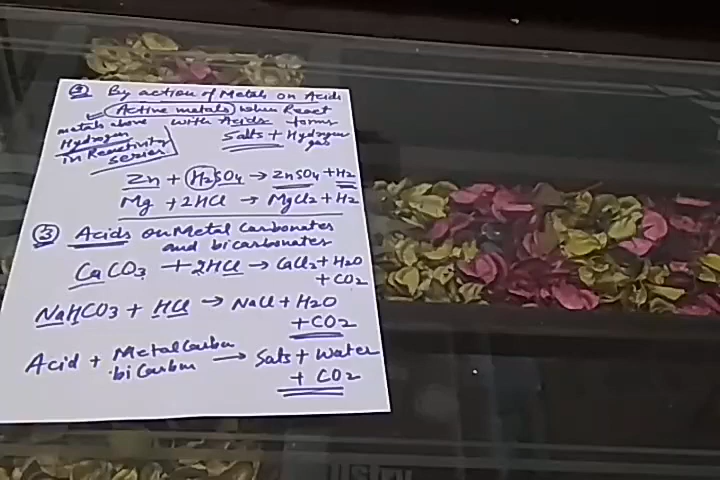 ② By action of Metals on Acids
Active metals when React
metals above with Acids forms
Hydrogen Salts + Hydrogen
in Reactivity gas
series
Zn + H2SO4 → ZnSO4 + H2
Mg + 2HCl → MgCl2 + H2
③ Acids on Metal Carbonates
and bicarbonates
CaCO3 + 2HCl → CaCl2 + H2O
+ CO2
NaHCO3 + HCl → NaCl + H2O
+ CO2
Acid + Metal Carbon
bi Carbon → Salts + Water
+ CO2